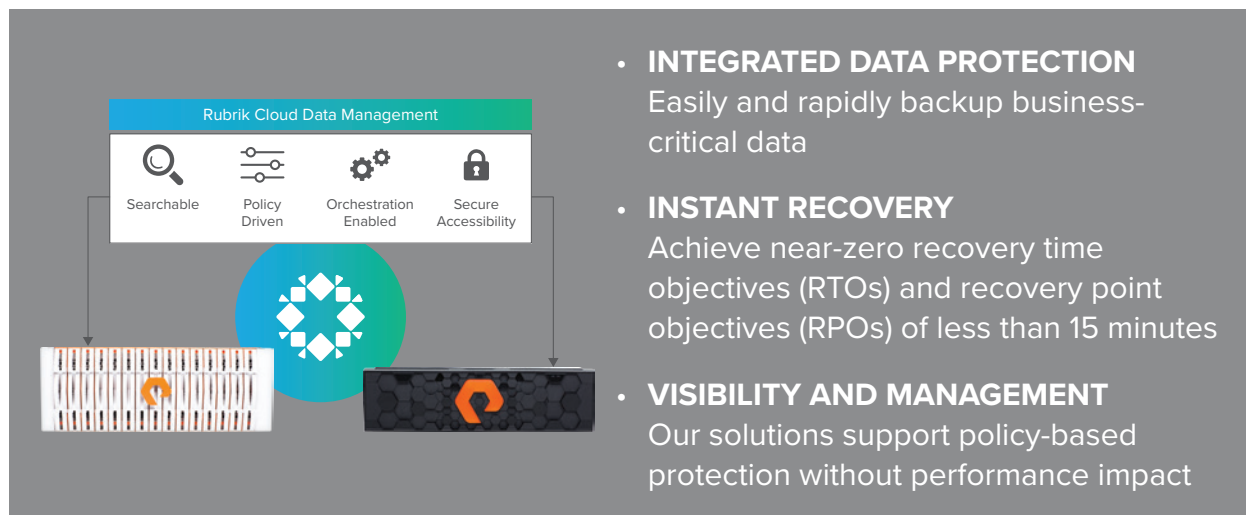 Rubrik Cloud Data Management
Searchable
Policy
Driven
Orchestration
Enabled
Secure
Accessibility
• INTEGRATED DATA PROTECTION
Easily and rapidly backup business-
critical data
• INSTANT RECOVERY
Achieve near-zero recovery time
objectives (RTOs) and recovery point
objectives (RPOs) of less than 15 minutes
• VISIBILITY AND MANAGEMENT
Our solutions support policy-based
protection without performance impact